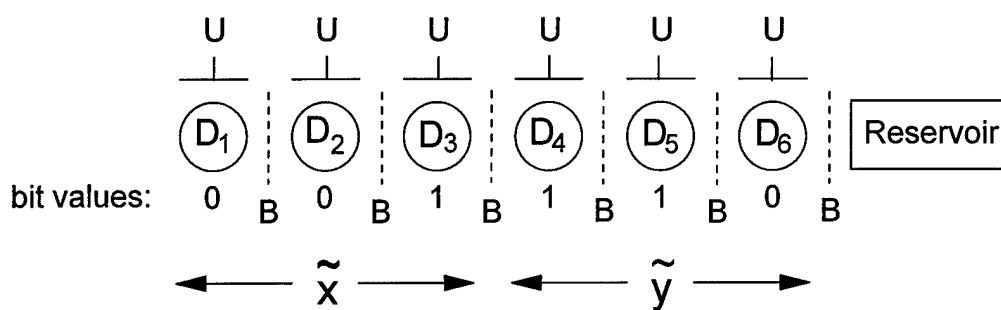 U U U U U U
D1 D2 D3 D4 D5 D6 Reservoir
bit values: 0 0 1 1 1 0
B B B B B B
x̃ ỹ